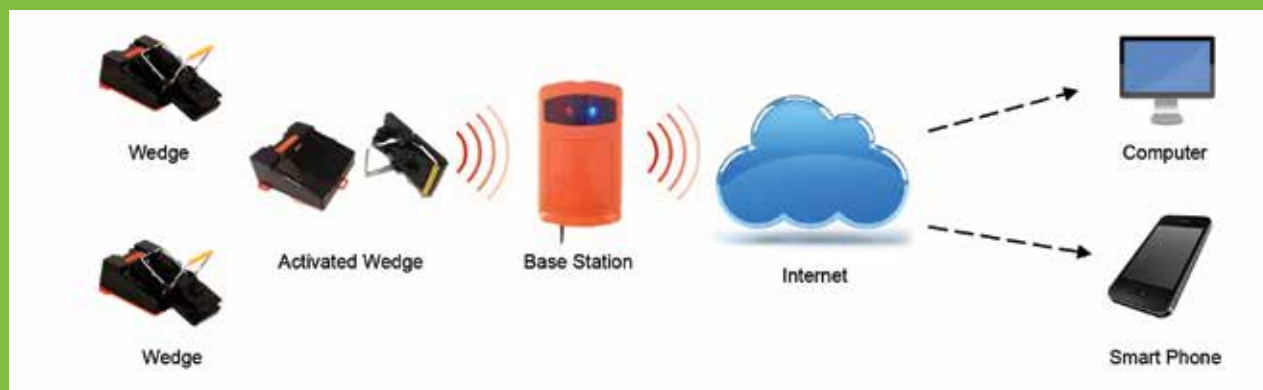 Wedge
Activated Wedge
Wedge
Base Station
Internet
Computer
Smart Phone